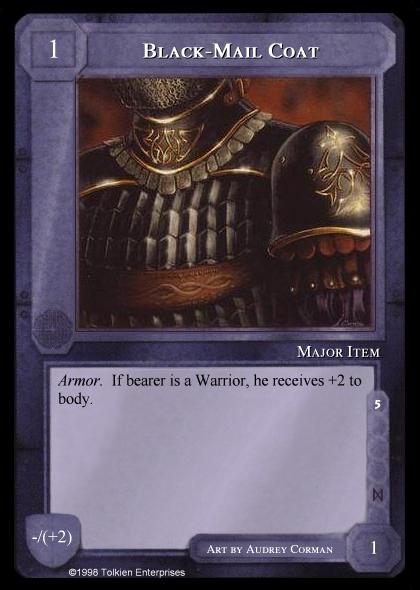 1
BLACK-MAIL COAT
MAJOR ITEM
Armor. If bearer is a Warrior, he receives +2 to
body.
5
-/(+2)
ART BY AUDREY CORMAN
1
©1998 Tolkien Enterprises